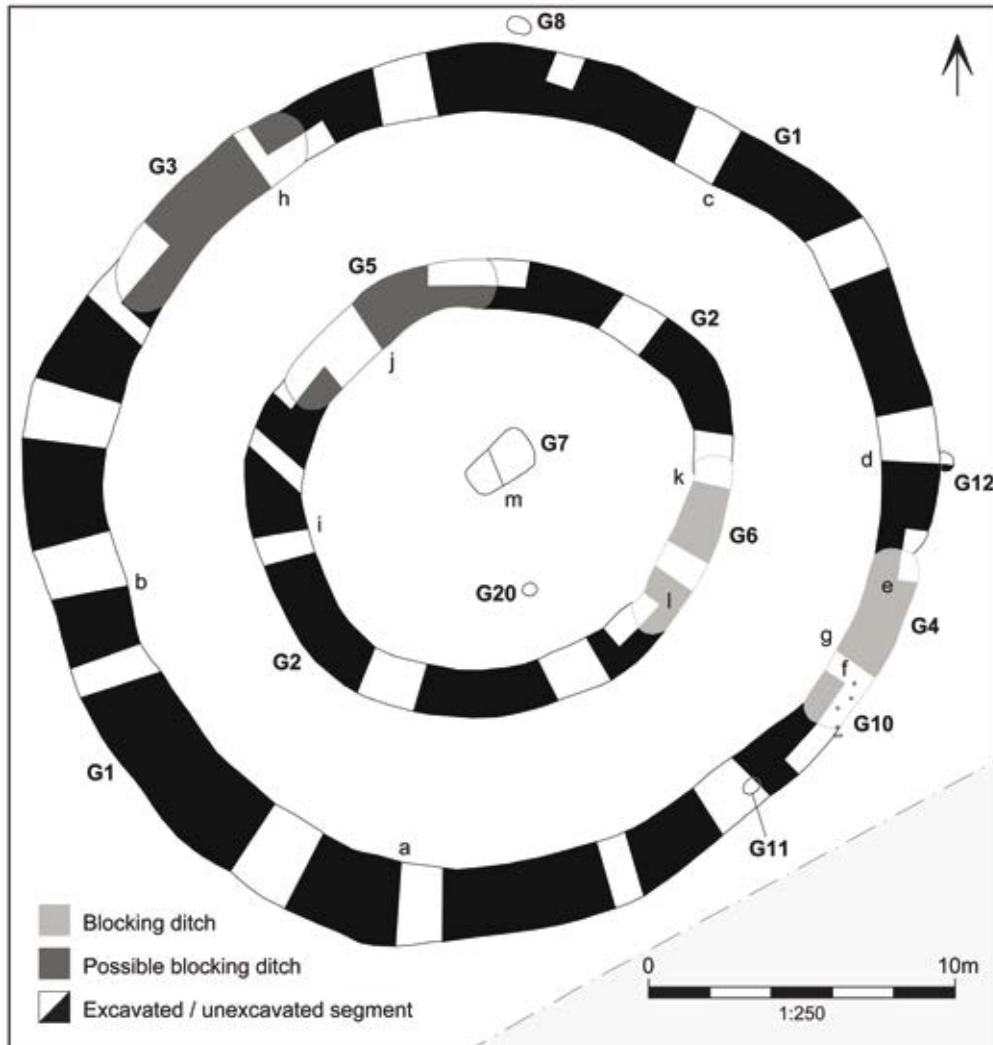 G8
G1
G3
h
c
G5
G2
j
G7
k
d
m
G12
i
G6
G20
e
b
l
G4
g
f
G2
G10
G1
a
G11
Blocking ditch
Possible blocking ditch
Excavated / unexcavated segment
0 10m
1:250